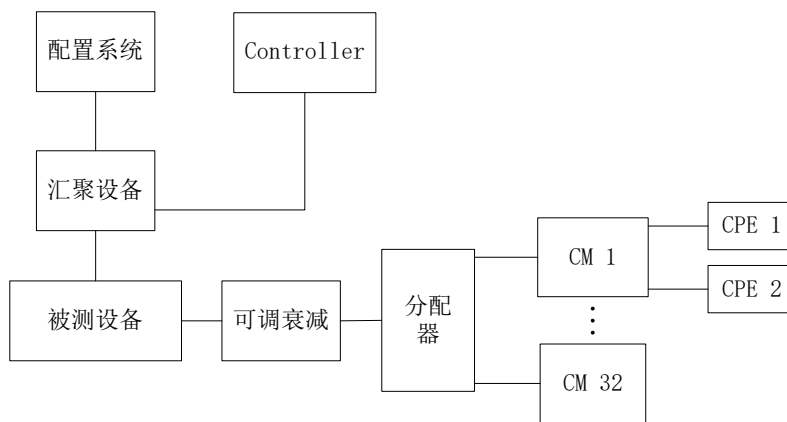 配置系统
Controller
汇聚设备
被测设备
可调衰减
分配
器
CM 1
CPE 1
CPE 2
CM 32